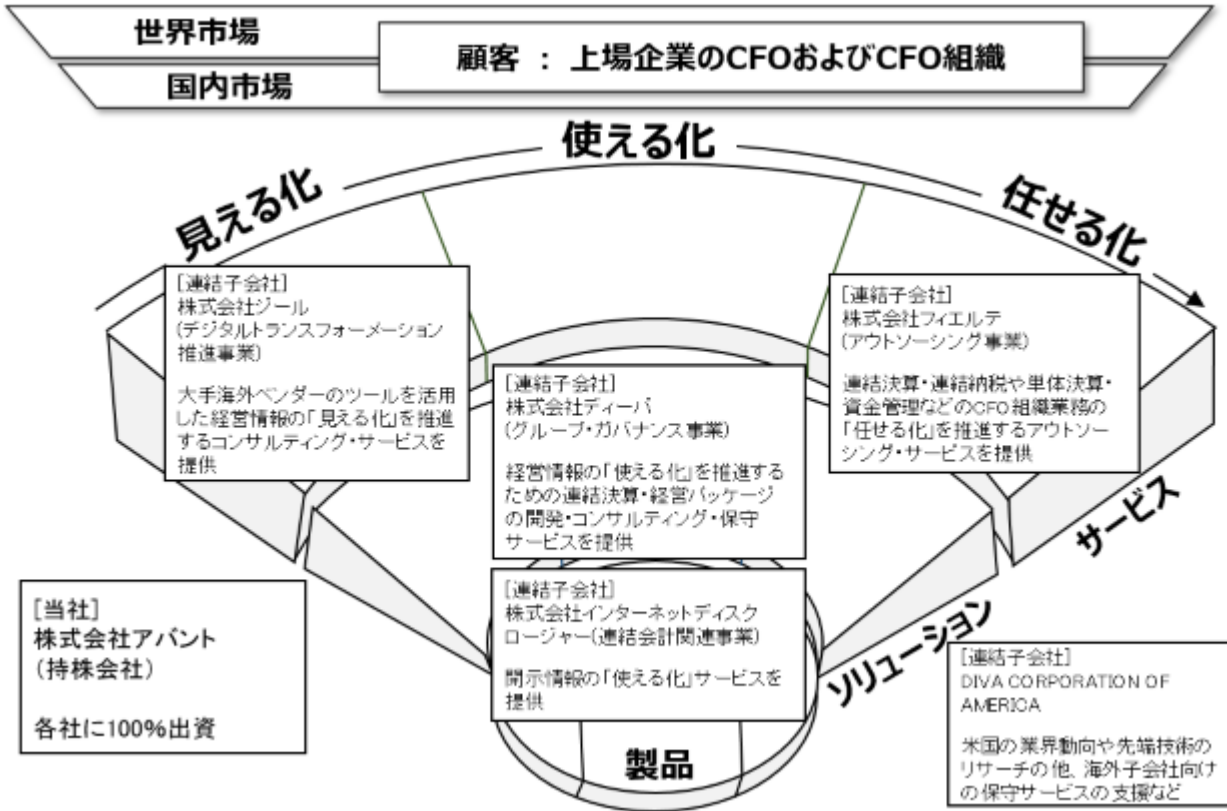 世界市場
国内市場
顧客 ： 上場企業のCFOおよびCFO組織
見える化
使える化
任せる化
[連結子会社]
株式会社ジール
(デジタルトランスフォーメーション
推進事業)
大手海外ベンダーのツールを活用
した経営情報の「見える化」を推進
するコンサルティング・サービスを
提供
[連結子会社]
株式会社ディーバ
(グループ・ガバナンス事業)
経営情報の「使える化」を推進する
ための連結決算・経営パッケージ
の開発・コンサルティング・保守
サービスを提供
[連結子会社]
株式会社フィエルテ
(アウトソーシング事業)
連結決算・連結納税や単体決算・
資金管理などのCFO組織業務の
「任せる化」を推進するアウトソー
シング・サービスを提供
[連結子会社]
株式会社インターネットディスク
ロージャー(連結会計関連事業)
開示情報の「使える化」サービスを
提供
製品
ソリューション
サービス
[当社]
株式会社アバント
(持株会社)
各社に100%出資
[連結子会社]
DIVA CORPORATION OF
AMERICA
米国の業界動向や先端技術の
リサーチの他、海外子会社向け
の保守サービスの支援など